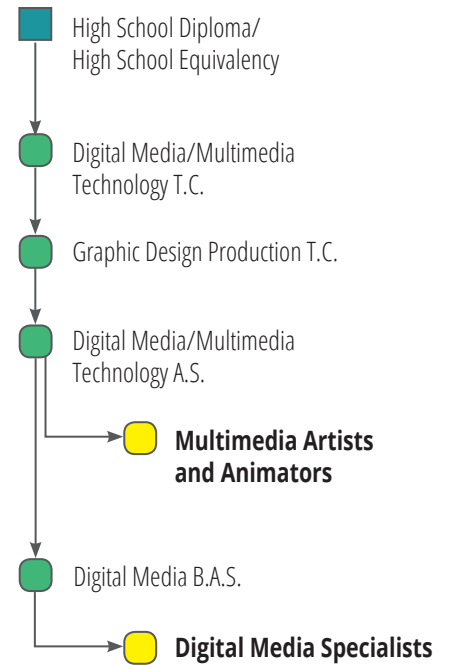 High School Diploma/
High School Equivalency
Digital Media/Multimedia
Technology T.C.
Graphic Design Production T.C.
Digital Media/Multimedia
Technology A.S.
Multimedia Artists
and Animators
Digital Media B.A.S.
Digital Media Specialists